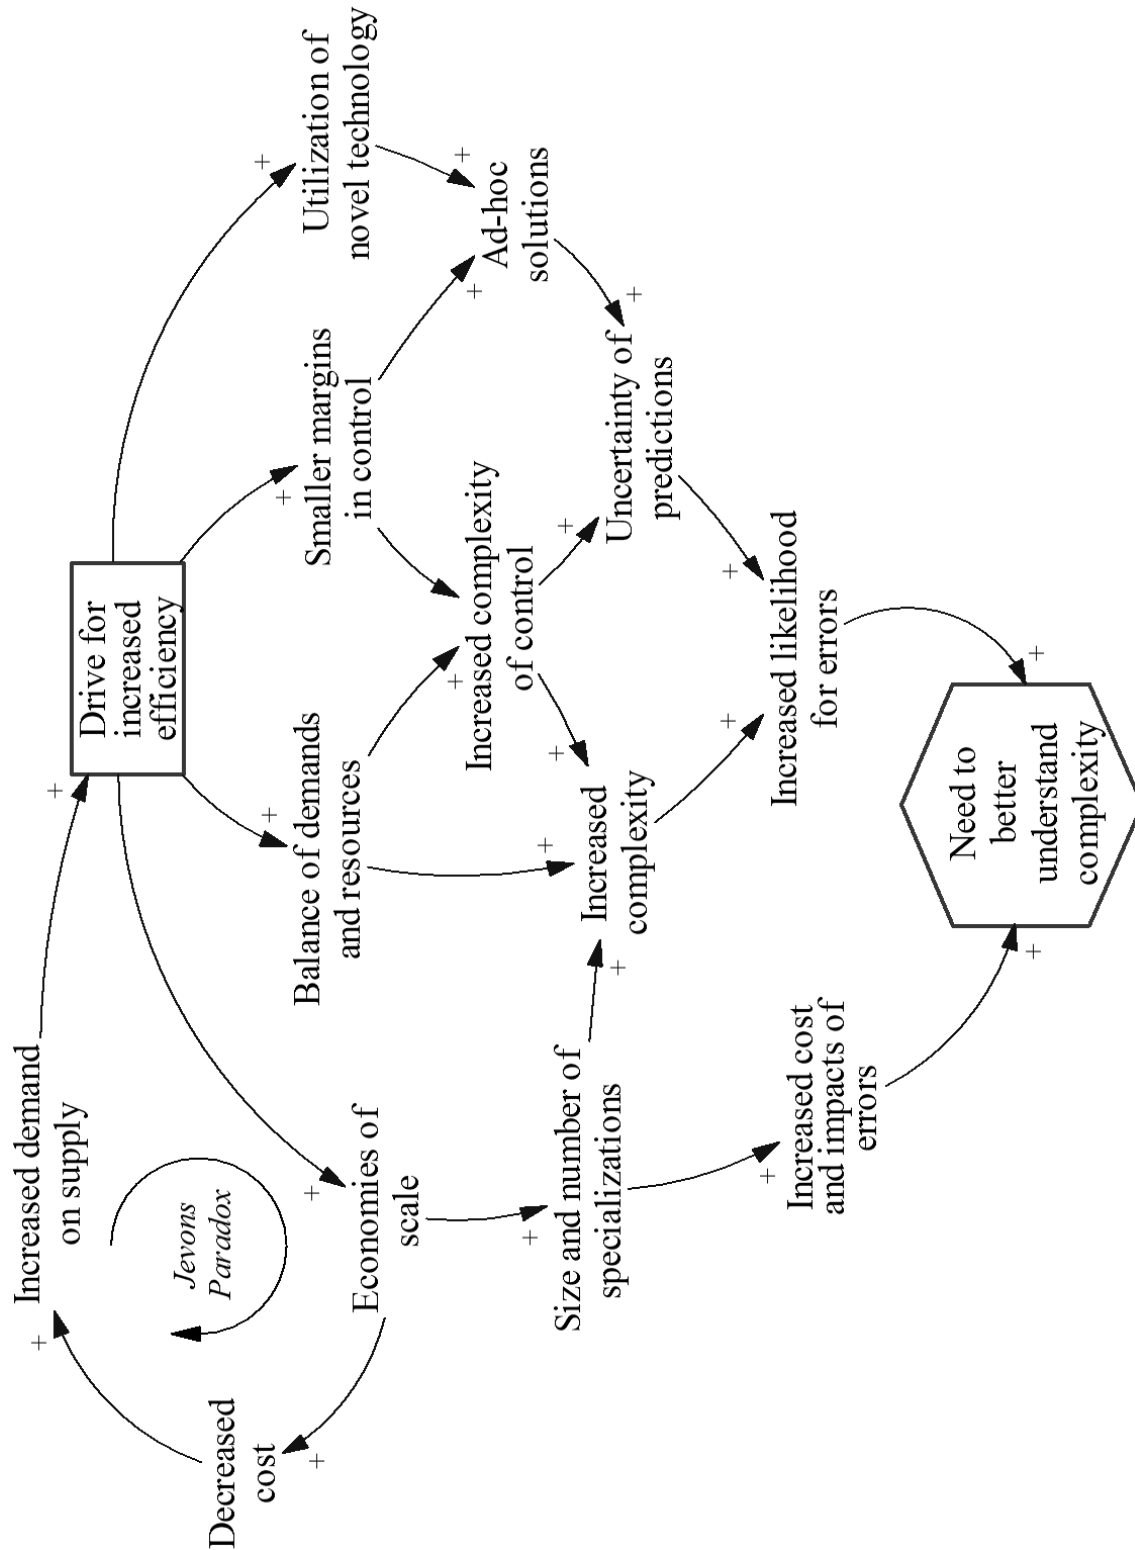 Increased demand
on supply
+
Drive for
increased
efficiency
+
Decreased
cost
+
Jevons
Paradox
Economies of
scale
+
Balance of demands
and resources
+
Smaller margins
in control
+
Utilization of
novel technology
+
Increased complexity
of control
+
Ad-hoc
solutions
+
+
Size and number of
specializations
+
Increased
complexity
+
+
+
Uncertainty of
predictions
+
+
Increased cost
and impacts of
errors
+
Increased likelihood
for errors
+
+
Need to
better
understand
complexity
+
+